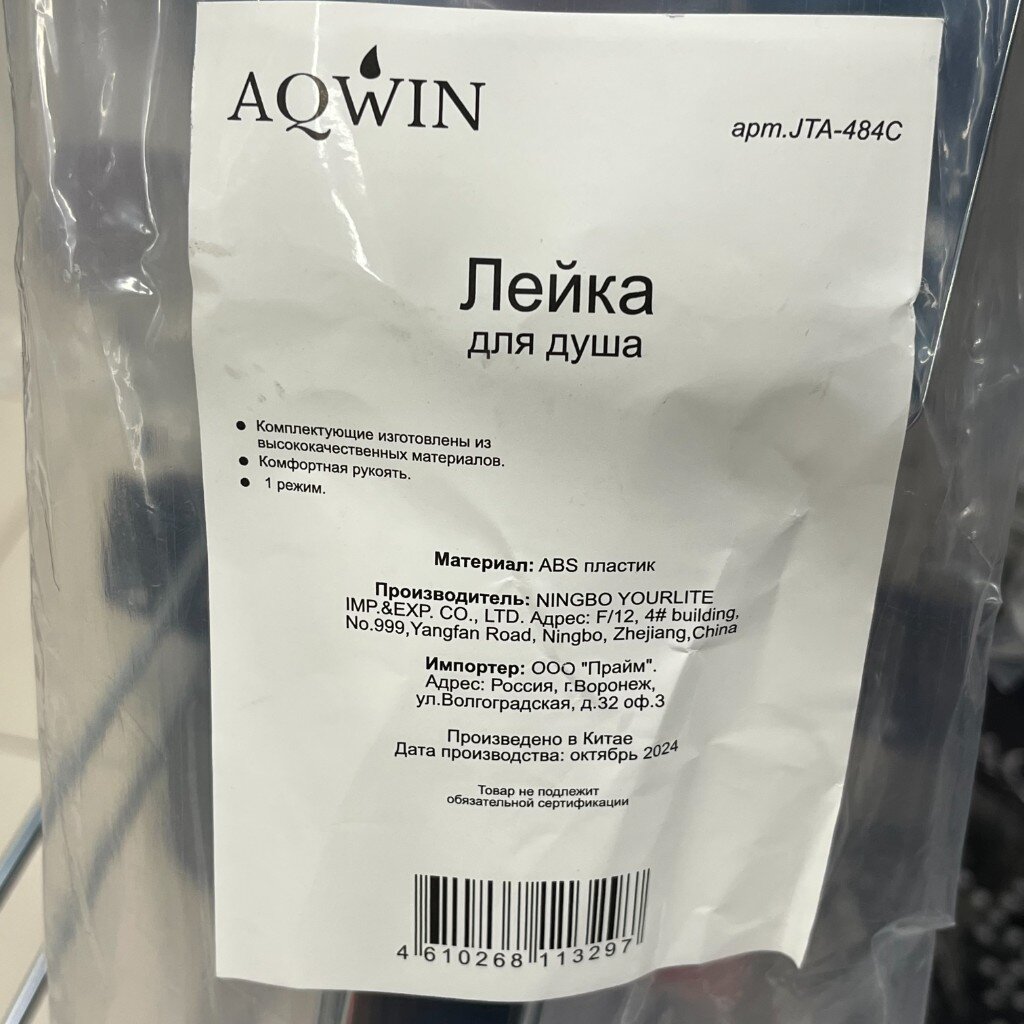 AQWIN
арт.JTA-484C
Лейка
для душа
● Комплектующие изготовлены из
высококачественных материалов.
● Комфортная рукоять.
● 1 режим.
Материал: ABS пластик
Производитель: NINGBO YOURLITE
IMP.&EXP. CO., LTD. Адрес: F/12, 4# building,
No.999,Yangfan Road, Ningbo, Zhejiang,China
Импортер: ООО "Прайм".
Адрес: Россия, г.Воронеж,
ул.Волгоградская, д.32 оф.3
Произведено в Китае
Дата производства: октябрь 2024
Товар не подлежит
обязательной сертификации
4 610268 113297